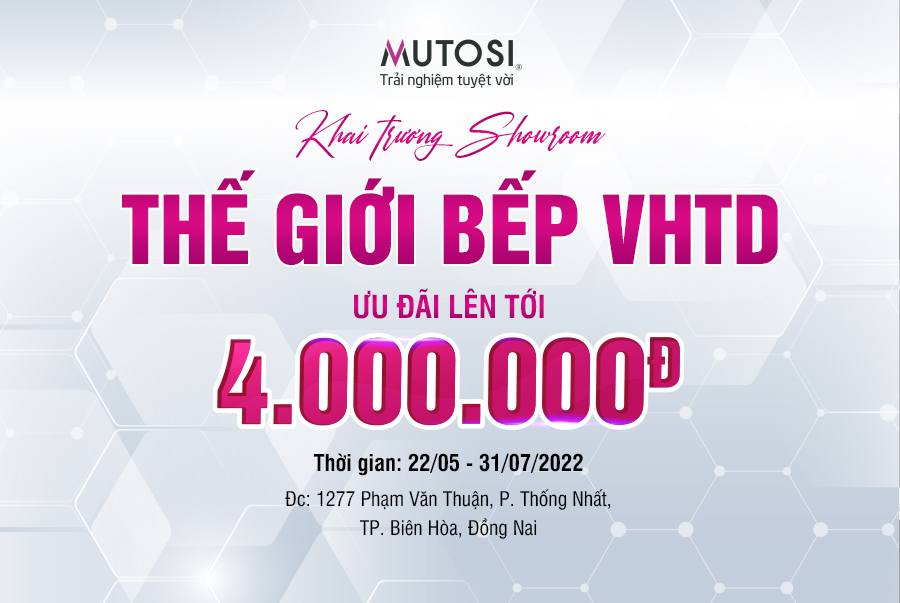 MUTOSI®
Trải nghiệm tuyệt vời
Khai trương Showroom
THẾ GIỚI BẾP VHTD
ƯU ĐÃI LÊN TỚI
4.000.000Đ
Thời gian: 22/05 - 31/07/2022
Đc: 1277 Phạm Văn Thuận, P. Thống Nhất,
TP. Biên Hòa, Đồng Nai